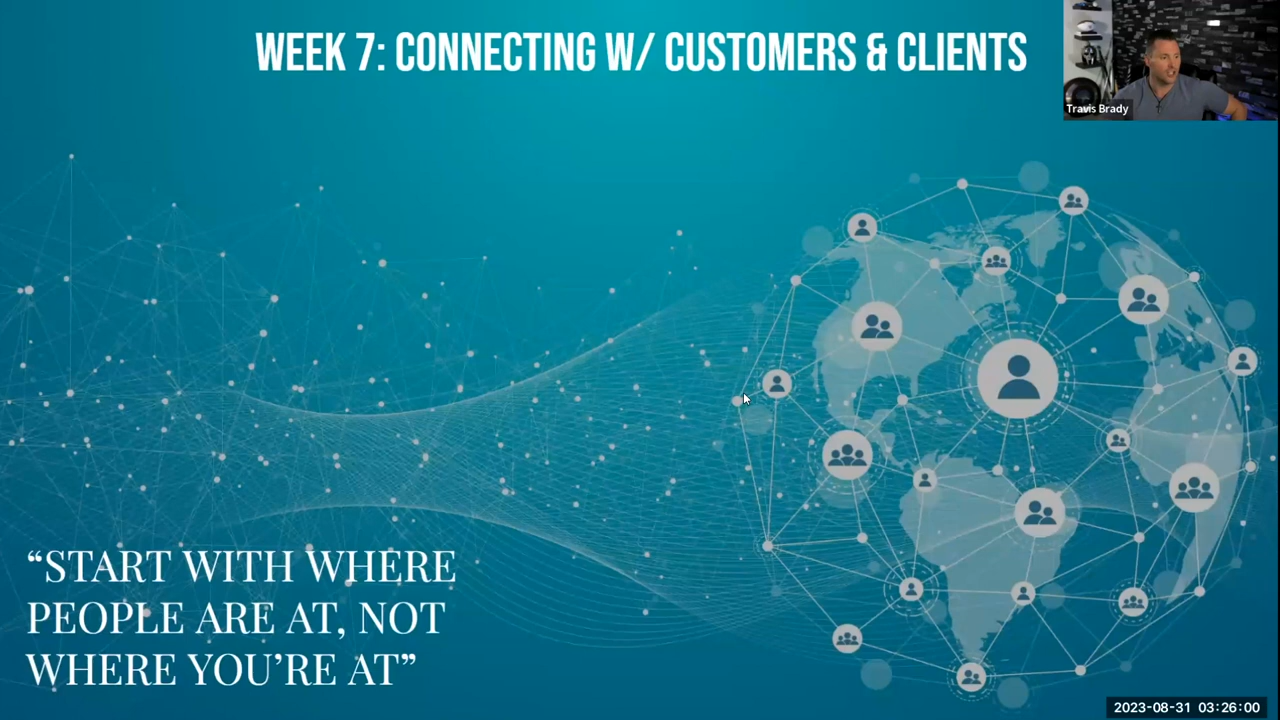 WEEK 7: CONNECTING W/ CUSTOMERS & CLIENTS
Travis Brady
“START WITH WHERE
PEOPLE ARE AT, NOT
WHERE YOU’RE AT”
2023-08-31 03:26:00